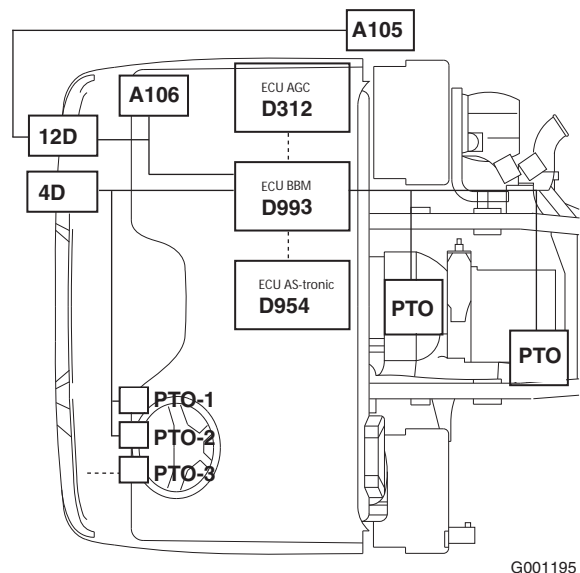 A105
ECU AGC
D312
A106
12D
4D
ECU BBM
D993
ECU AS-tronic
D954
PTO
PTO
PTO-1
PTO-2
PTO-3
G001195